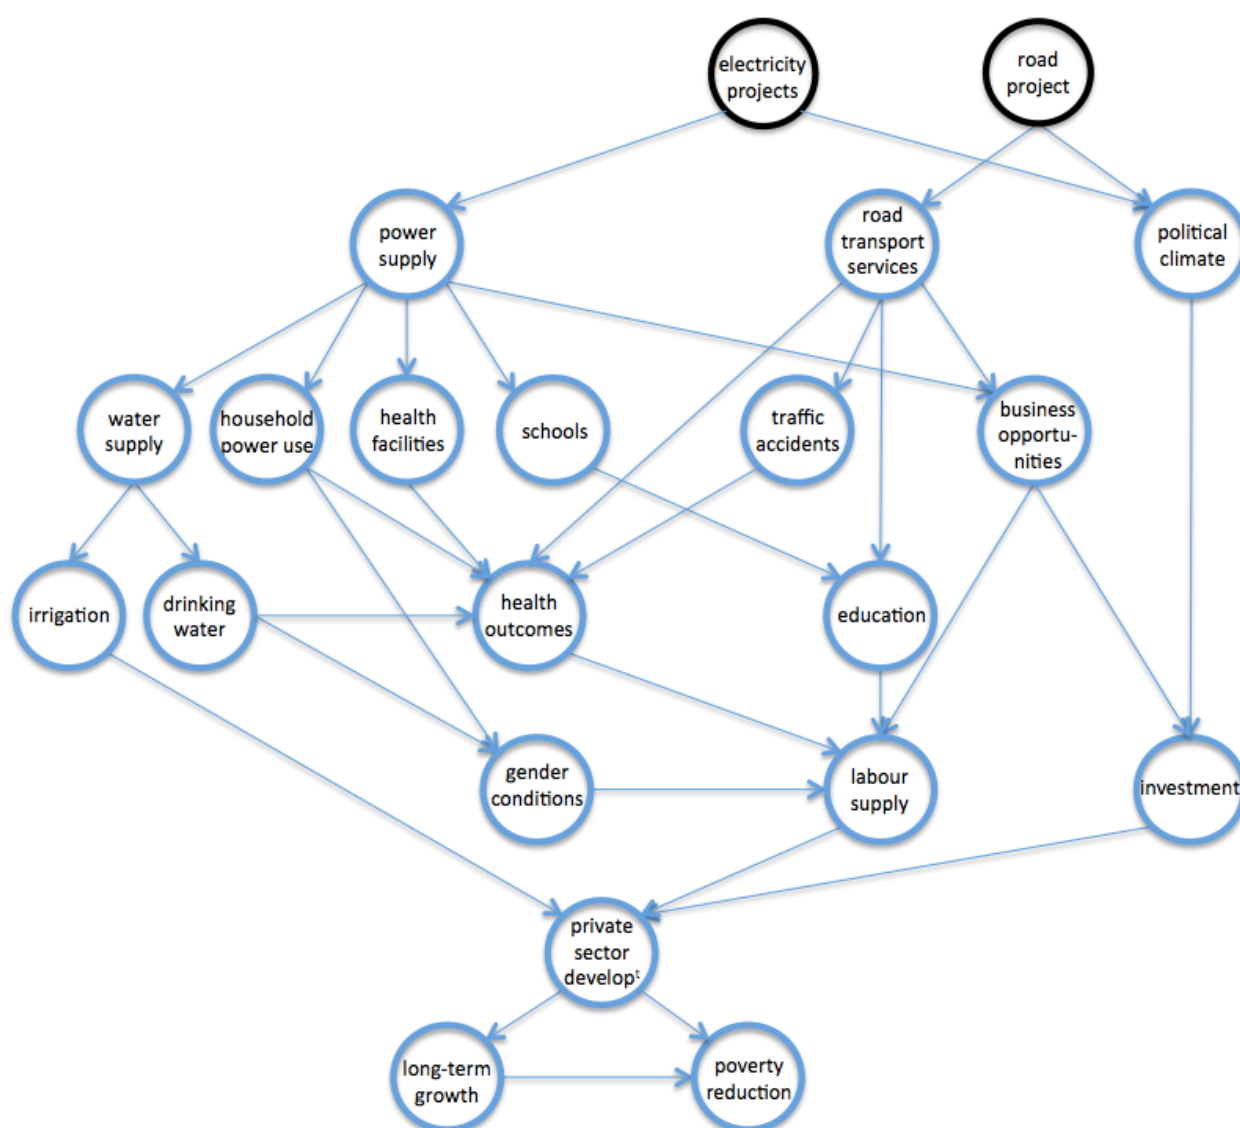 electricity
projects
road
project
power
supply
road
transport
services
political
climate
water
supply
household
power use
health
facilities
schools
traffic
accidents
business
opportu-
nities
irrigation
drinking
water
health
outcomes
education
gender
conditions
labour
supply
investment
private
sector
developᵗ
long-term
growth
poverty
reduction